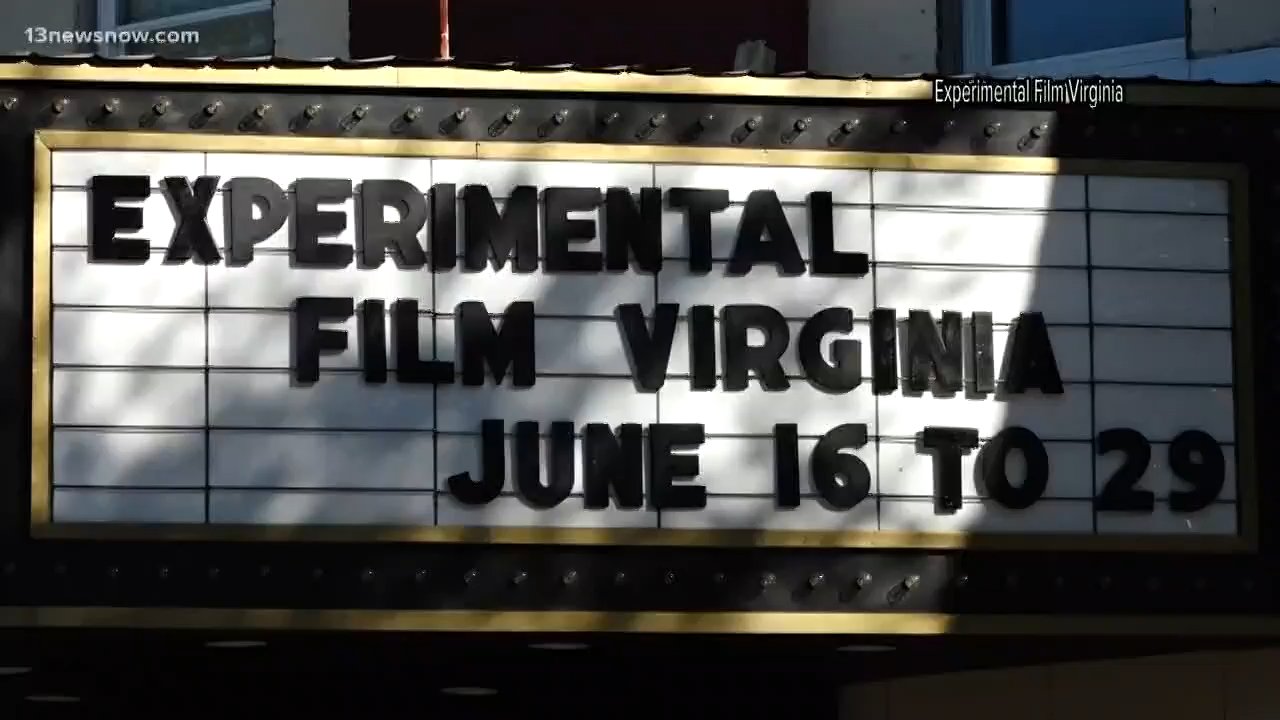 13newsnow.com
Experimental Film Virginia
EXPERIMENTAL
FILM VIRGINIA
JUNE 16 TO 29